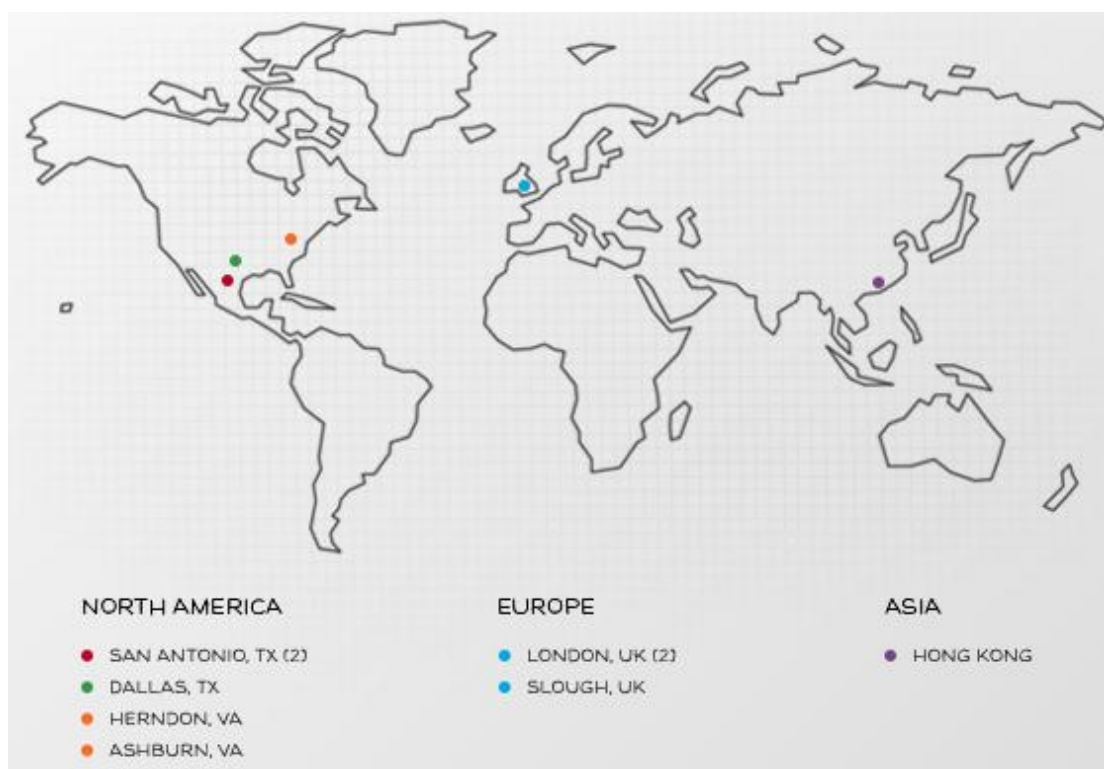 NORTH AMERICA
SAN ANTONIO, TX (2)
DALLAS, TX
HERNDON, VA
ASHBURN, VA
EUROPE
LONDON, UK (2)
SLOUGH, UK
ASIA
HONG KONG